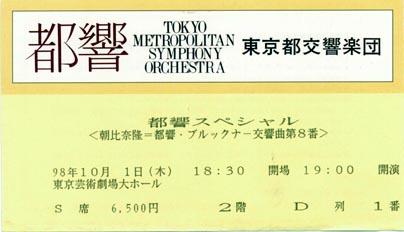 都響
TOKYO
METROPOLITAN
SYMPHONY
ORCHESTRA
東京都交響楽団
都響スペシャル
<朝比奈隆=都響・ブルックナー交響曲第8番>
98年10月 1日(木) 18:30 開場 19:00 開演
東京芸術劇場大ホール
S 席 6,500円 2階 D 列 1番